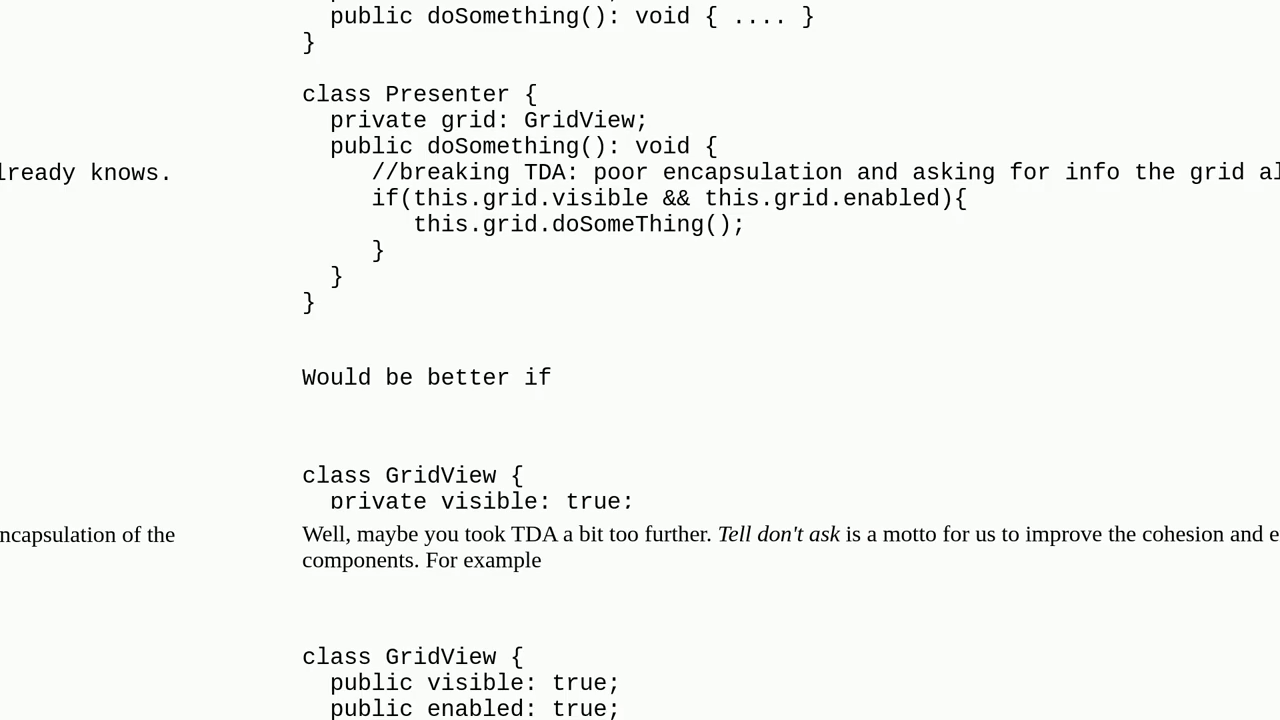 public doSomething(): void { .... }
}
class Presenter {
private grid: GridView;
public doSomething(): void {
//breaking TDA: poor encapsulation and asking for info the grid al
lready knows.
if(this.grid.visible && this.grid.enabled){
this.grid.doSomeThing();
}
}
}
Would be better if
class GridView {
private visible: true;
Well, maybe you took TDA a bit too further. Tell don't ask is a motto for us to improve the cohesion and e
ncapsulation of the
components. For example
class GridView {
public visible: true;
public enabled: true;